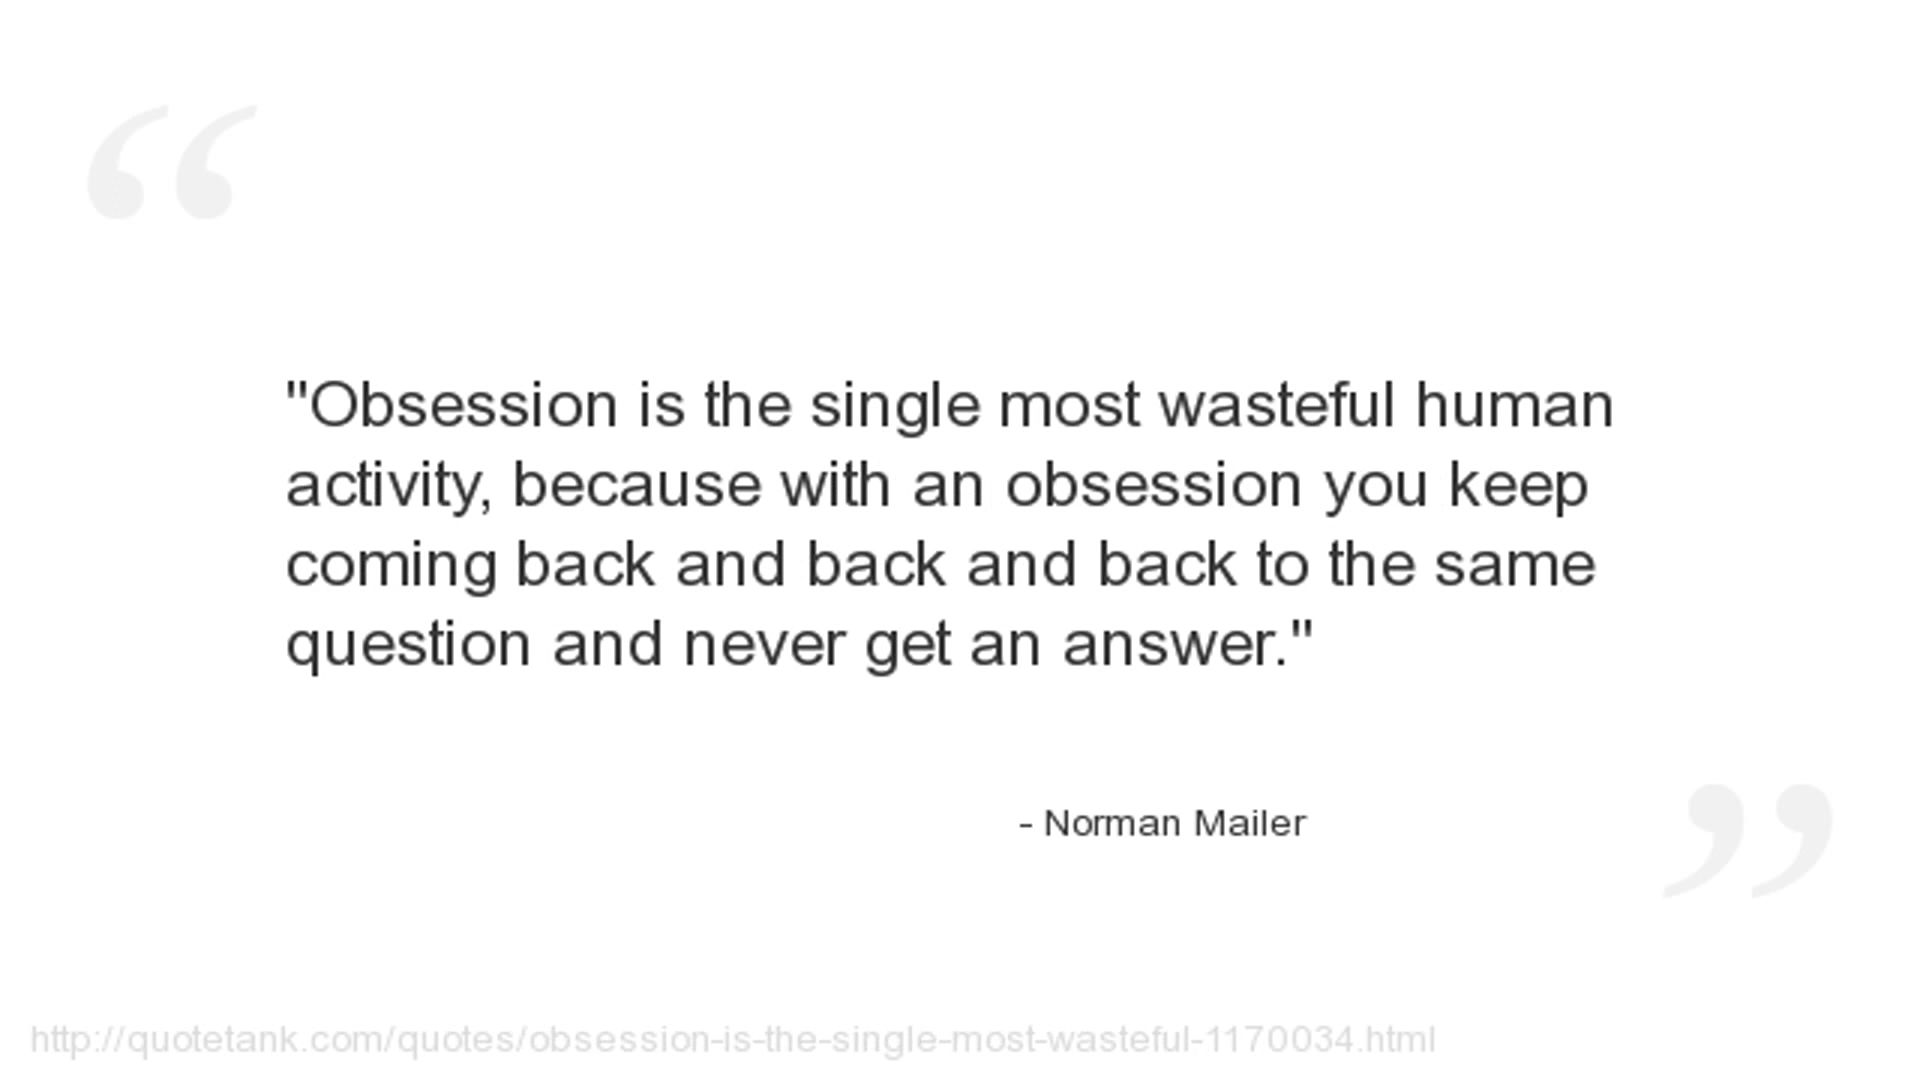 "Obsession is the single most wasteful human
activity, because with an obsession you keep
coming back and back and back to the same
question and never get an answer."
- Norman Mailer
http://quotetank.com/quotes/obsession-is-the-single-most-wasteful-1170034.html